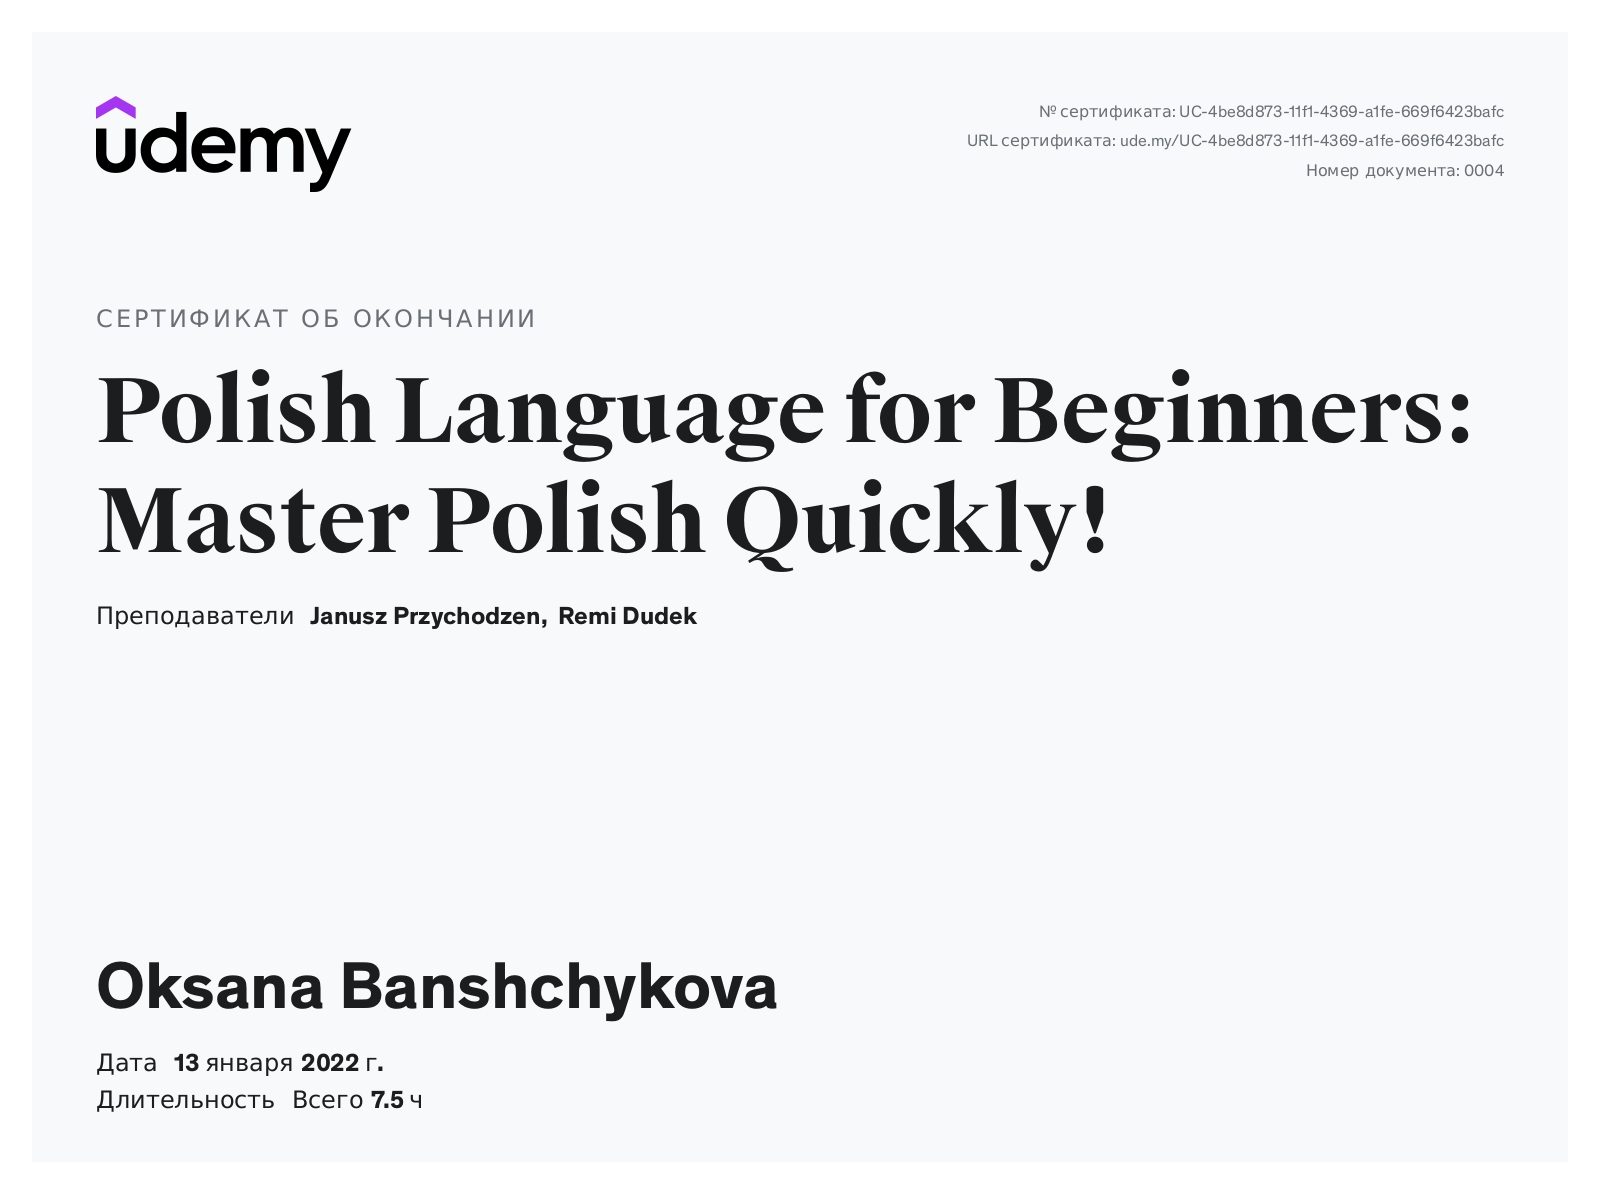 udemy
№ сертификата: UC-4be8d873-11f1-4369-a1fe-669f6423bafc
URL сертификата: ude.my/UC-4be8d873-11f1-4369-a1fe-669f6423bafc
Номер документа: 0004
СЕРТИФИКАТ ОБ ОКОНЧАНИИ
Polish Language for Beginners:
Master Polish Quickly!
Преподаватели Janusz Przychodzen, Remi Dudek
Oksana Banshchykova
Дата 13 января 2022 г.
Длительность Всего 7.5 ч